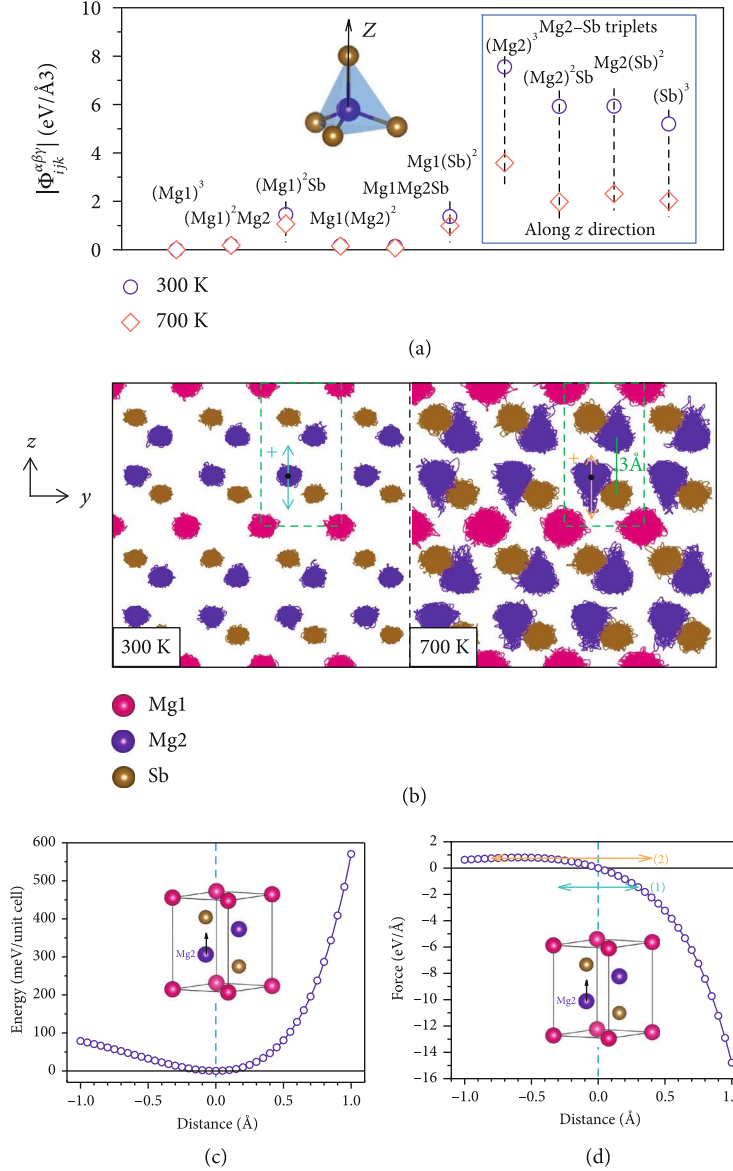 10
8
6
4
2
0
|Φ_{ijk}^{αβγ}| (eV/Å3)
Z
Mg2–Sb triplets
(Mg2)³
(Mg2)²Sb
Mg2(Sb)²
(Sb)³
Along z direction
(Mg1)³
(Mg1)²Mg2
(Mg1)²Sb
Mg1(Mg2)²
Mg1Mg2Sb
Mg1(Sb)²
300 K
700 K
(a)
z
y
+
+
3Å
300 K
700 K
Mg1
Mg2
Sb
(b)
600
500
400
300
200
100
0
Energy (meV/unit cell)
Mg2
−1.0 −0.5 0.0 0.5 1.0
Distance (Å)
(c)
2
0
−2
−4
−6
−8
−10
−12
−14
−16
Force (eV/Å)
(2)
(1)
Mg2
−1.0 −0.5 0.0 0.5 1.0
Distance (Å)
(d)